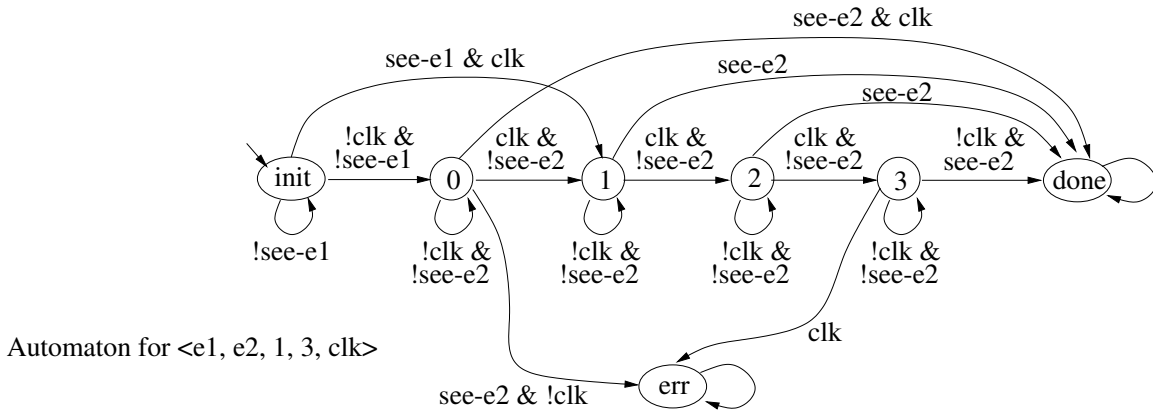 see-e2 & clk
see-e1 & clk
see-e2
see-e2
!clk &
!see-e1
clk &
!see-e2
clk &
!see-e2
clk &
!see-e2
!clk &
see-e2
init
0
1
2
3
done
!see-e1
!clk &
!see-e2
!clk &
!see-e2
!clk &
!see-e2
!clk &
!see-e2
clk
Automaton for <e1, e2, 1, 3, clk>
err
see-e2 & !clk